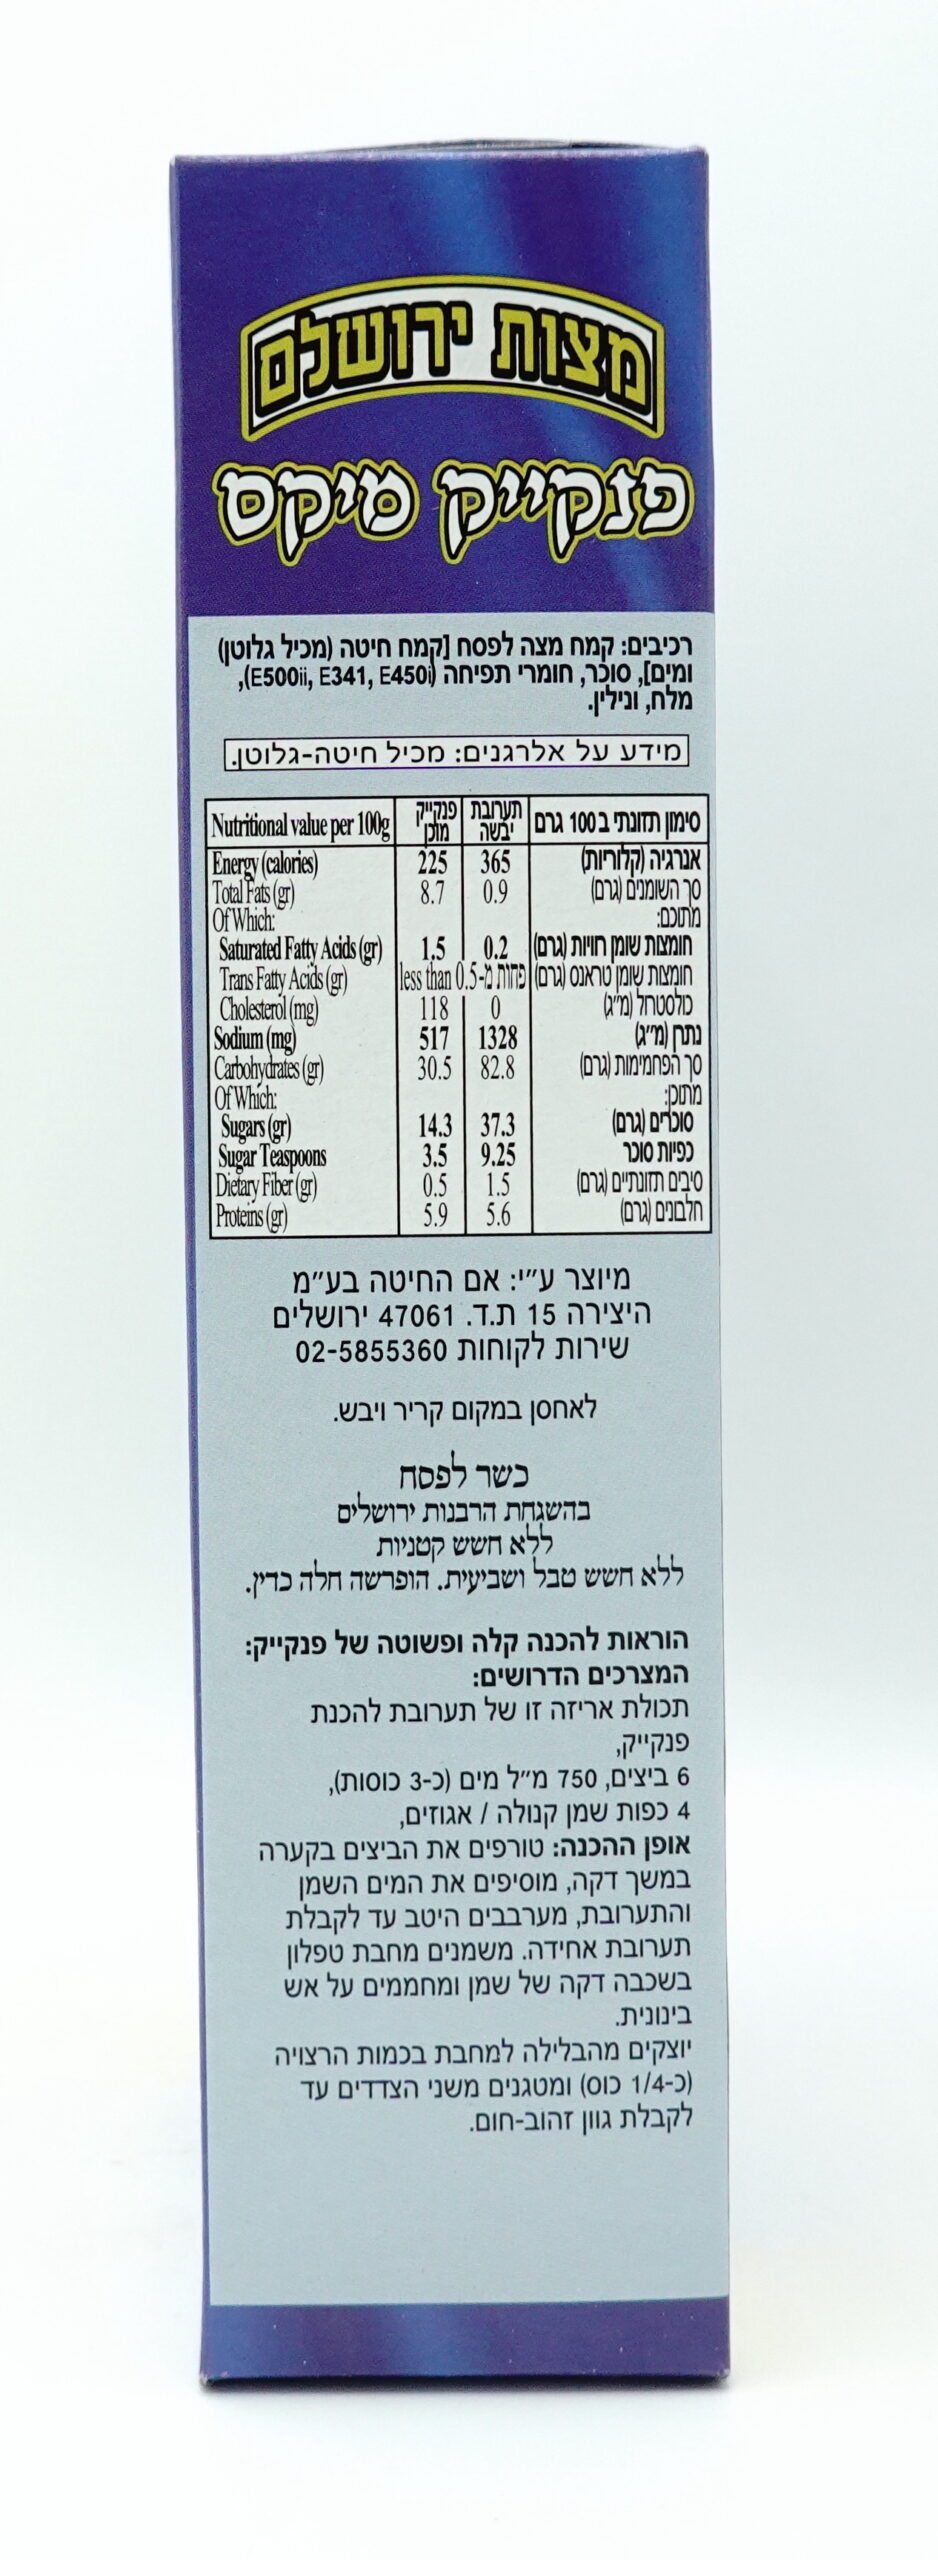 מצות ירושלם
פנקייק מיקס
רכיבים: קמח מצה לפסח [קמח חיטה (מכיל גלוטן)
ומים], סוכר, חומרי תפיחה (E500ii, E341, E450i),
מלח, ונילין.
מידע על אלרגנים: מכיל חיטה-גלוטן.
סימון תזונתי ב 100 גרם תערובת יבשה פנקייק מוכן Nutritional value per 100g
אנרגיה (קלוריות) 365 225 Energy (calories)
סך השומנים (גרם) 0.9 8.7 Total Fats (gr)
מתוכם: Of Which:
חומצות שומן רוויות (גרם) 0.2 1.5 Saturated Fatty Acids (gr)
חומצות שומן טראנס (גרם) פחות מ-0.5 less than Trans Fatty Acids (gr)
כולסטרול (מ״ג) 0 118 Cholesterol (mg)
נתרן (מ״ג) 1328 517 Sodium (mg)
סך הפחמימות (גרם) 82.8 30.5 Carbohydrates (gr)
מתוכן: Of Which:
סוכרים (גרם) 37.3 14.3 Sugars (gr)
כפיות סוכר 9.25 3.5 Sugar Teaspoons
סיבים תזונתיים (גרם) 1.5 0.5 Dietary Fiber (gr)
חלבונים (גרם) 5.6 5.9 Proteins (gr)
מיוצר ע״י: אם החיטה בע״מ
היצירה 15 ת.ד. 47061 ירושלים
שירות לקוחות 02-5855360
לאחסן במקום קריר ויבש.
כשר לפסח
בהשגחת הרבנות ירושלים
ללא חשש קטניות
ללא חשש טבל ושביעית. הופרשה חלה כדין.
הוראות להכנה קלה ופשוטה של פנקייק:
המצרכים הדרושים:
תכולת אריזה זו של תערובת להכנת
פנקייק,
6 ביצים, 750 מ״ל מים (כ-3 כוסות),
4 כפות שמן קנולה / אגוזים,
אופן ההכנה: טורפים את הביצים בקערה
במשך דקה, מוסיפים את המים השמן
והתערובת, מערבבים היטב עד לקבלת
תערובת אחידה. משמנים מחבת טפלון
בשכבה דקה של שמן ומחממים על אש
בינונית.
יוצקים מהבלילה למחבת בכמות הרצויה
(כ-1/4 כוס) ומטגנים משני הצדדים עד
לקבלת גוון זהוב-חום.